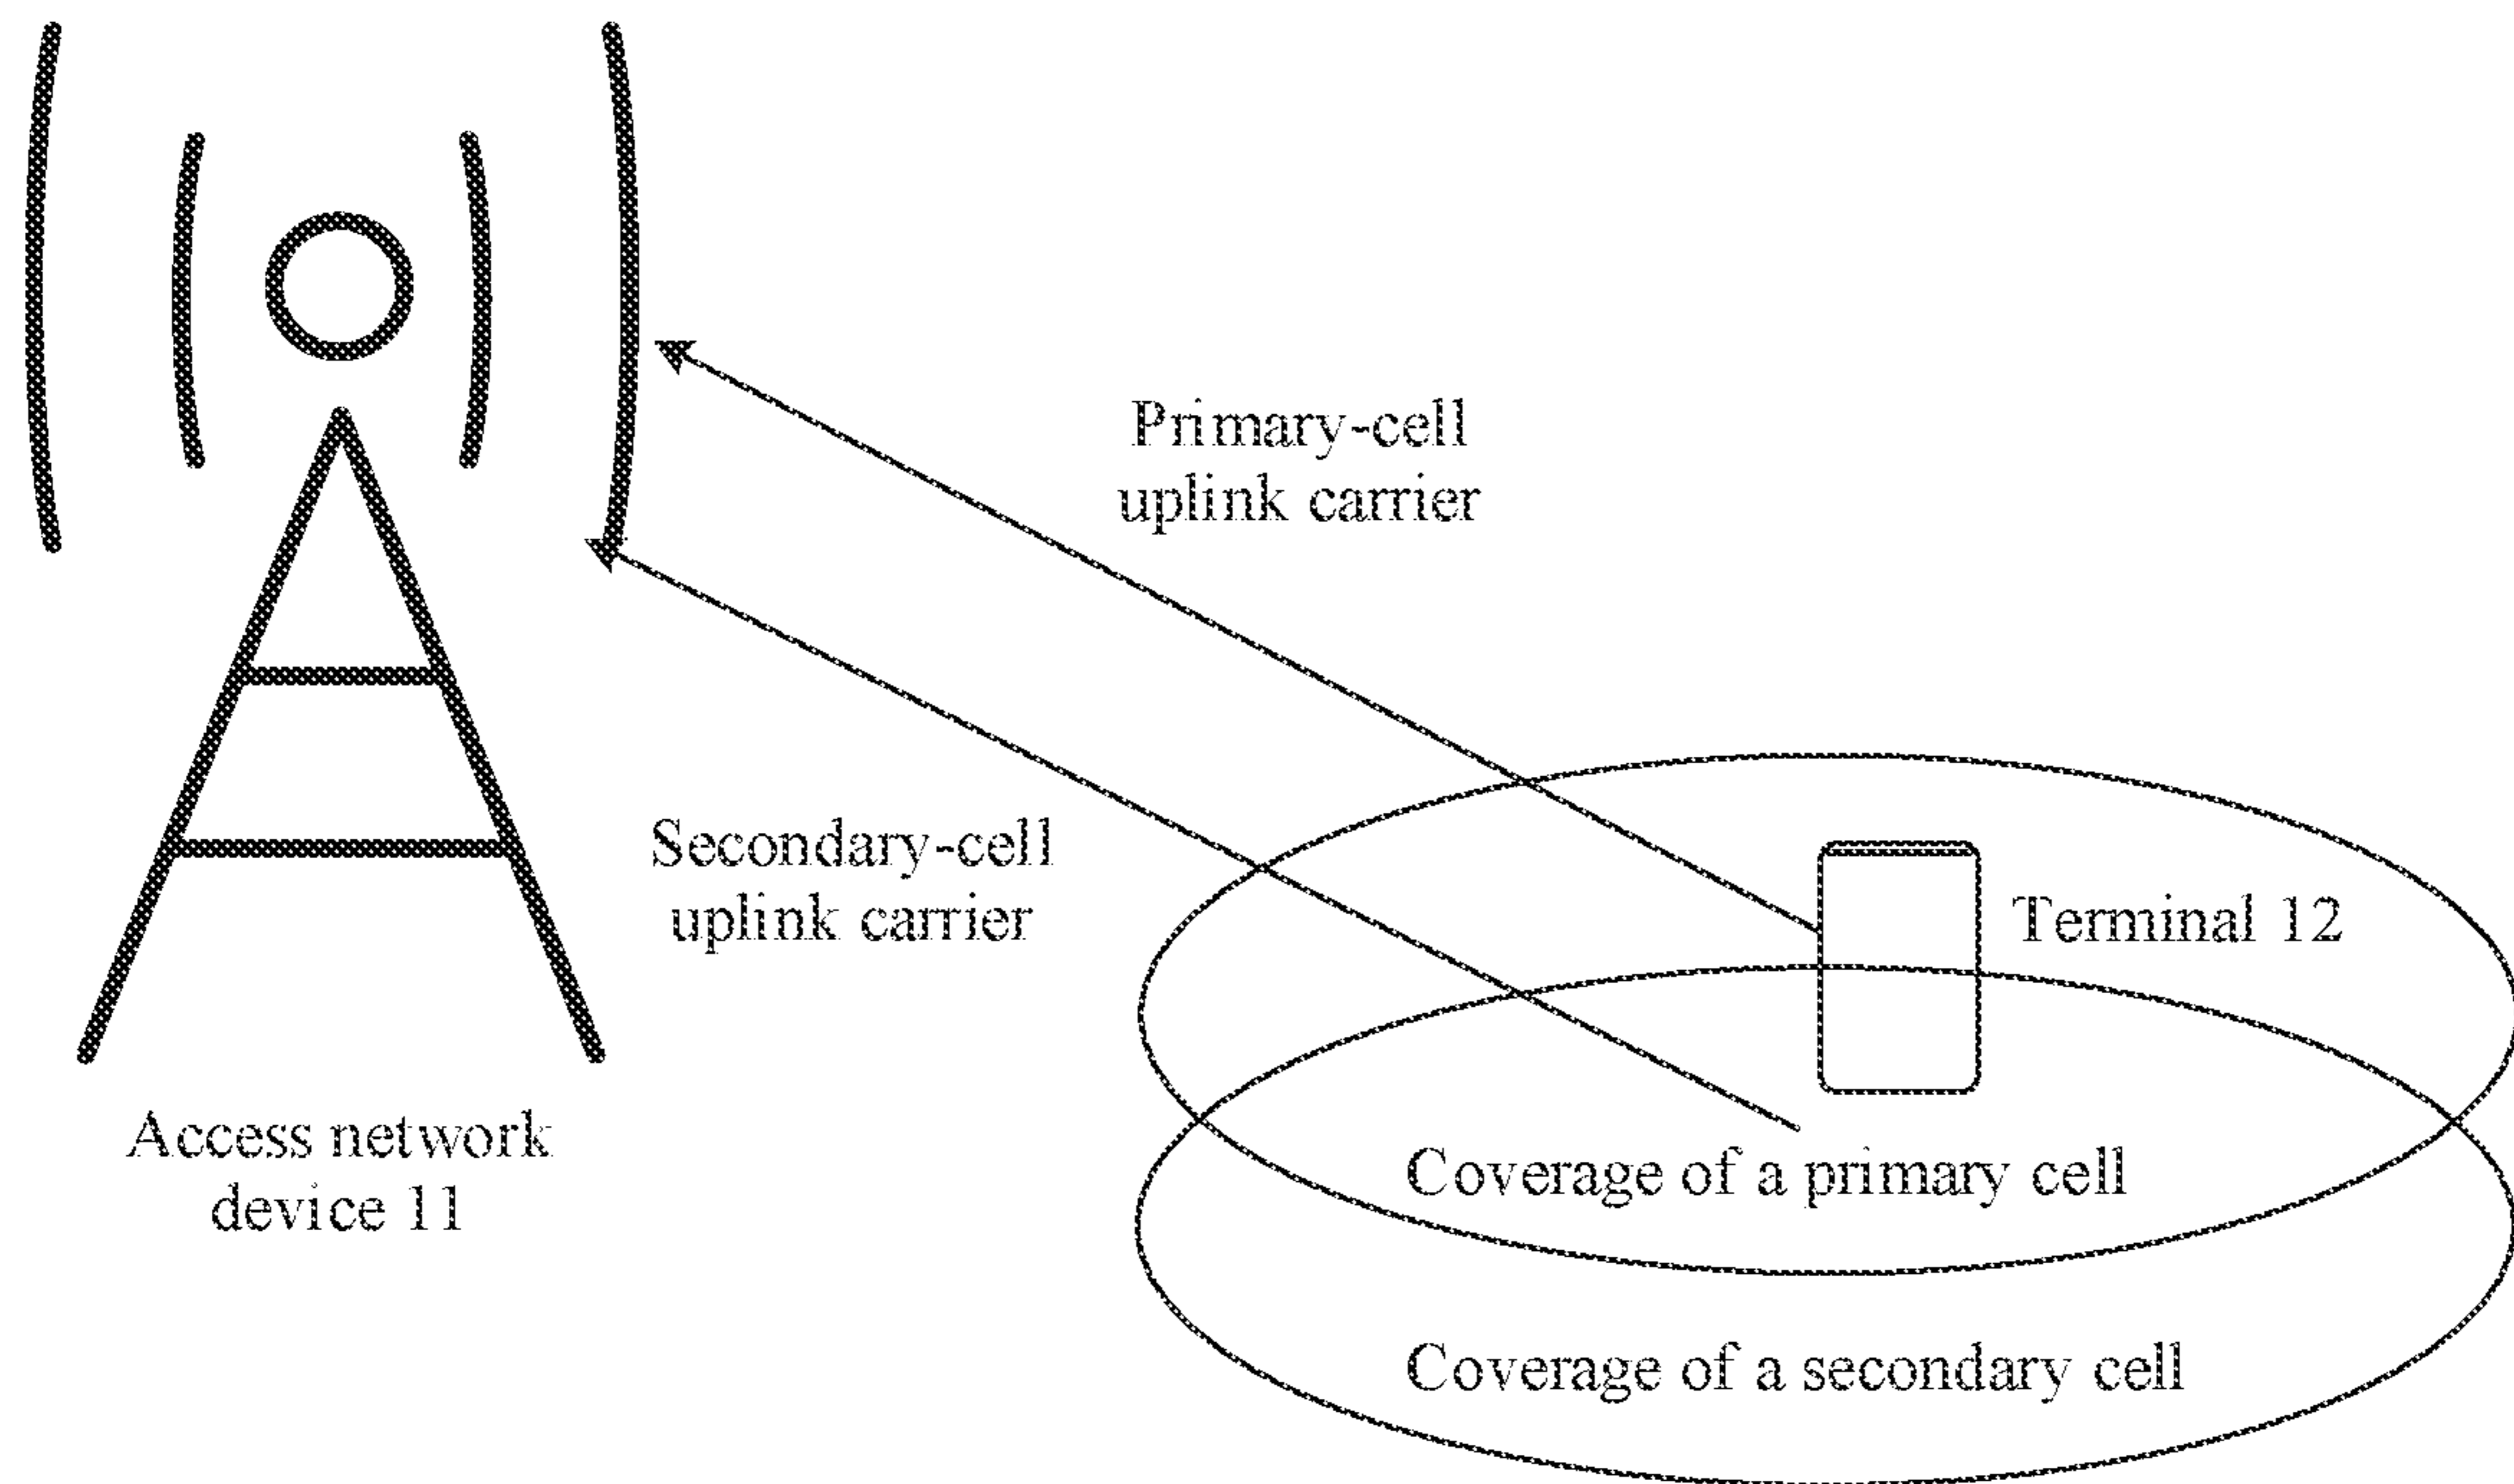 Primary-cell
uplink carrier
Secondary-cell
uplink carrier
Terminal 12
Access network
device 11
Coverage of a primary cell
Coverage of a secondary cell